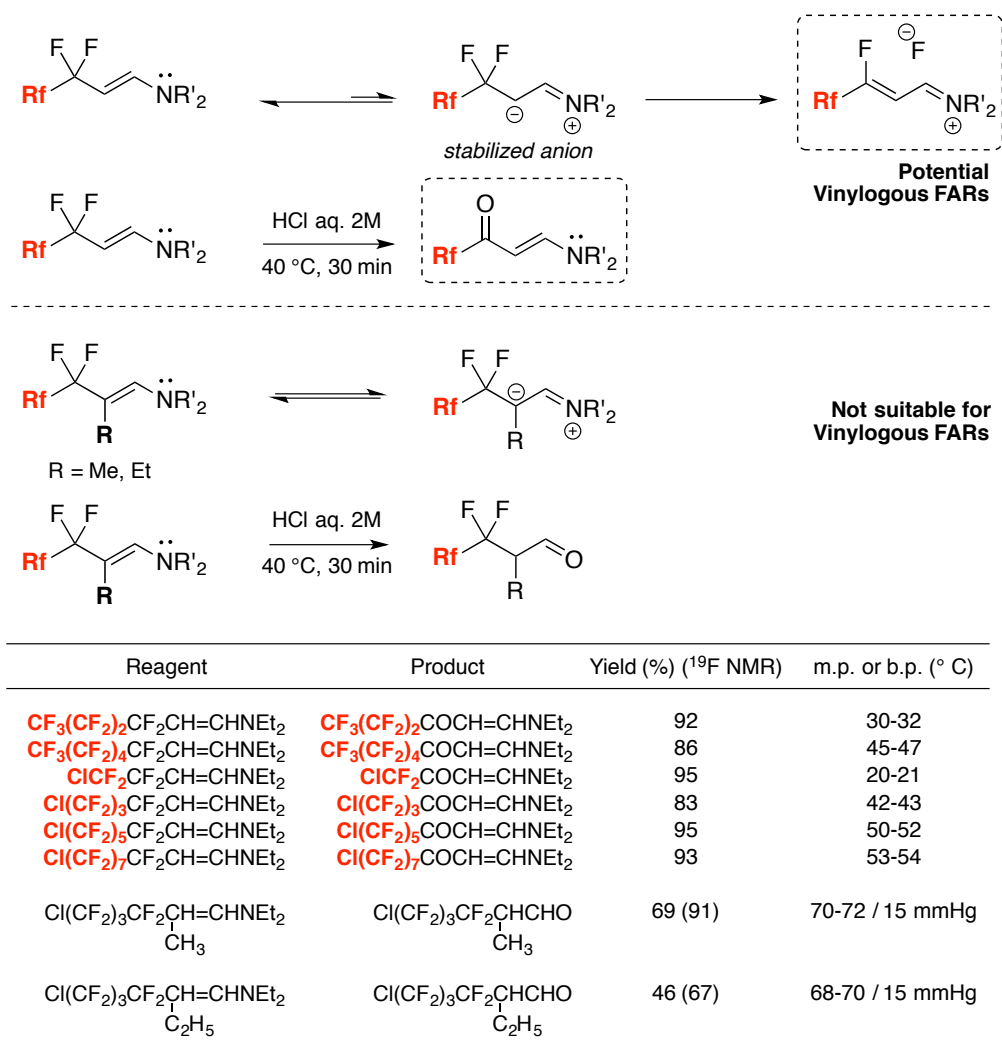 F F
Rf NR'2
F F
Rf ⊖ NR'2 ⊕
stabilized anion
F ⊖ F
Rf NR'2 ⊕
Potential
Vinylogous FARs
F F
Rf NR'2
HCl aq. 2M
40 °C, 30 min
O
Rf NR'2
F F
Rf NR'2
R
R = Me, Et
F F
Rf ⊖ NR'2 ⊕
R
Not suitable for
Vinylogous FARs
F F
Rf NR'2
R
HCl aq. 2M
40 °C, 30 min
F F
Rf O
R
Reagent Product Yield (%) (19F NMR) m.p. or b.p. (° C)
CF3(CF2)2CF2CH=CHNEt2 CF3(CF2)2COCH=CHNEt2 92 30-32
CF3(CF2)4CF2CH=CHNEt2 CF3(CF2)4COCH=CHNEt2 86 45-47
ClCF2CF2CH=CHNEt2 ClCF2COCH=CHNEt2 95 20-21
Cl(CF2)3CF2CH=CHNEt2 Cl(CF2)3COCH=CHNEt2 83 42-43
Cl(CF2)5CF2CH=CHNEt2 Cl(CF2)5COCH=CHNEt2 95 50-52
Cl(CF2)7CF2CH=CHNEt2 Cl(CF2)7COCH=CHNEt2 93 53-54
Cl(CF2)3CF2CH=CHNEt2 Cl(CF2)3CF2CHCHO 69 (91) 70-72 / 15 mmHg
CH3 CH3
Cl(CF2)3CF2CH=CHNEt2 Cl(CF2)3CF2CHCHO 46 (67) 68-70 / 15 mmHg
C2H5 C2H5